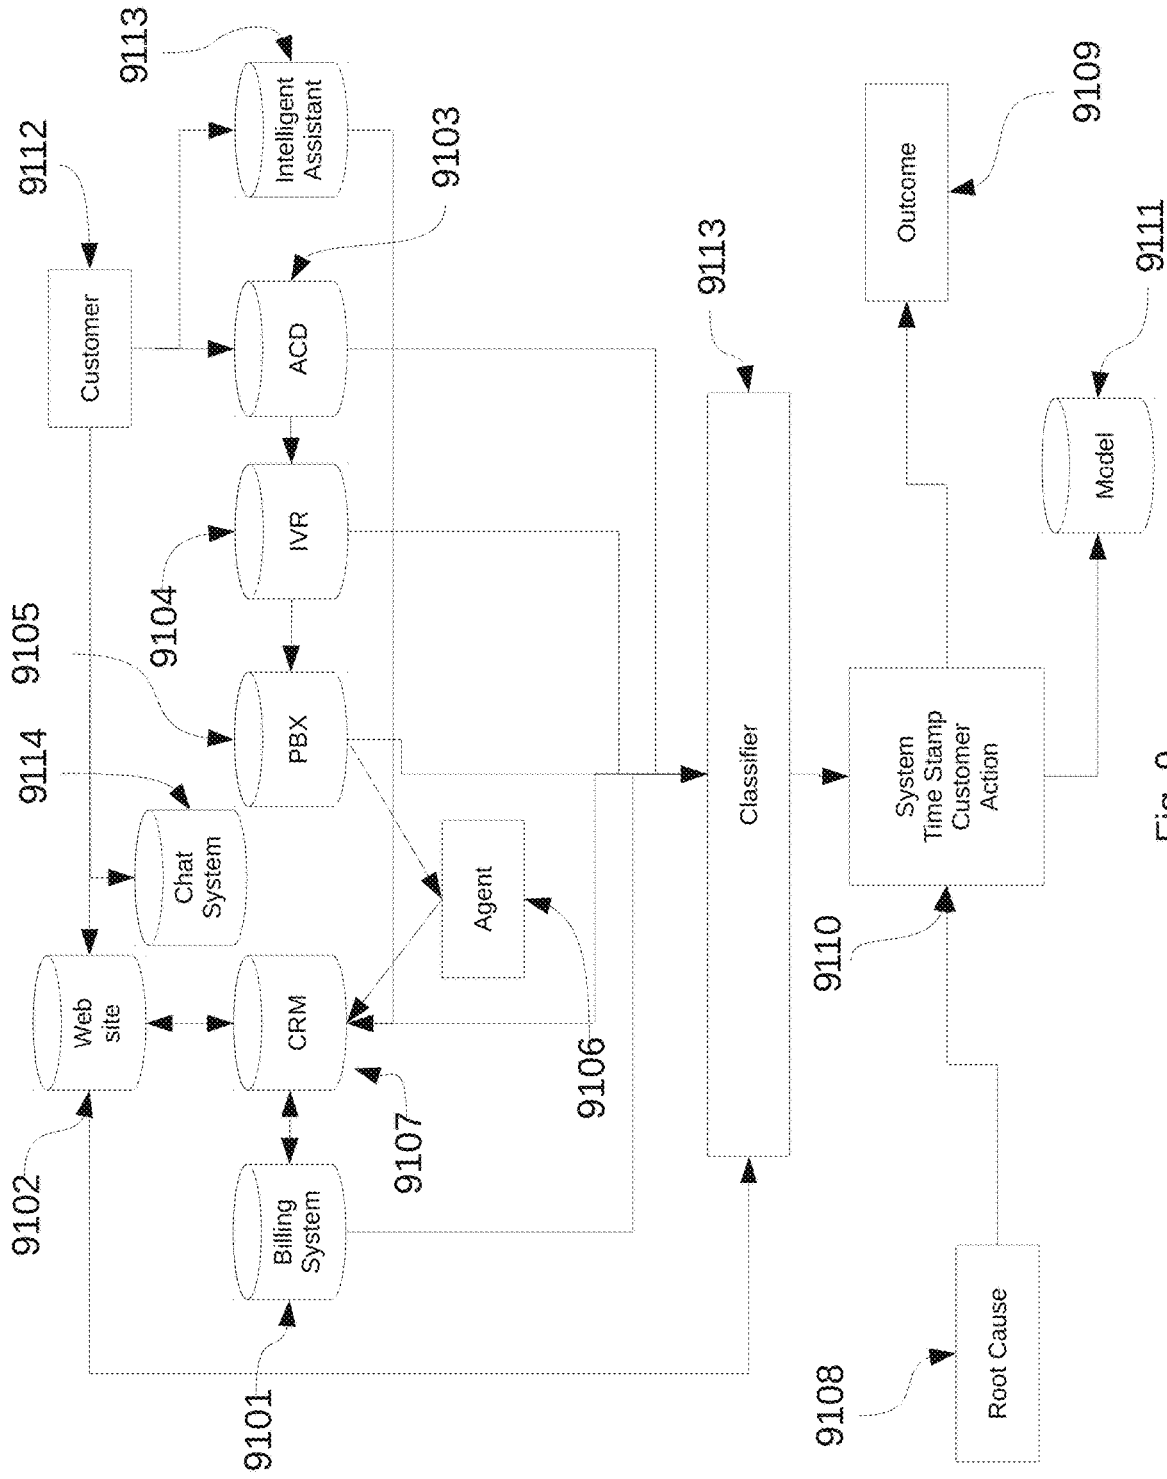 9102
9114
9105
9112
9113
Web
site
Customer
Chat
System
9104
9101
Billing
System
CRM
PBX
IVR
ACD
Intelligent
Assistant
9107
9103
Agent
9106
9113
Classifier
9108
9110
System
Time Stamp
Customer
Action
Outcome
Root Cause
9109
Model
9111
Fig.